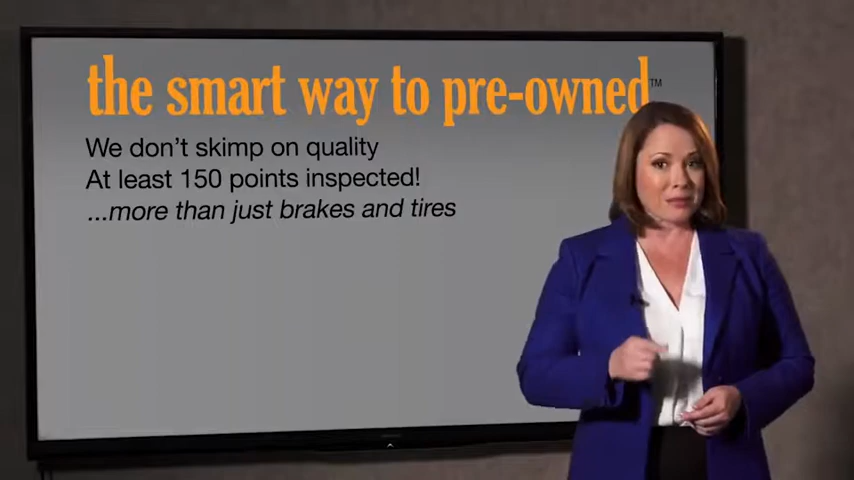 the smart way to pre-owned™
We don't skimp on quality
At least 150 points inspected!
...more than just brakes and tires